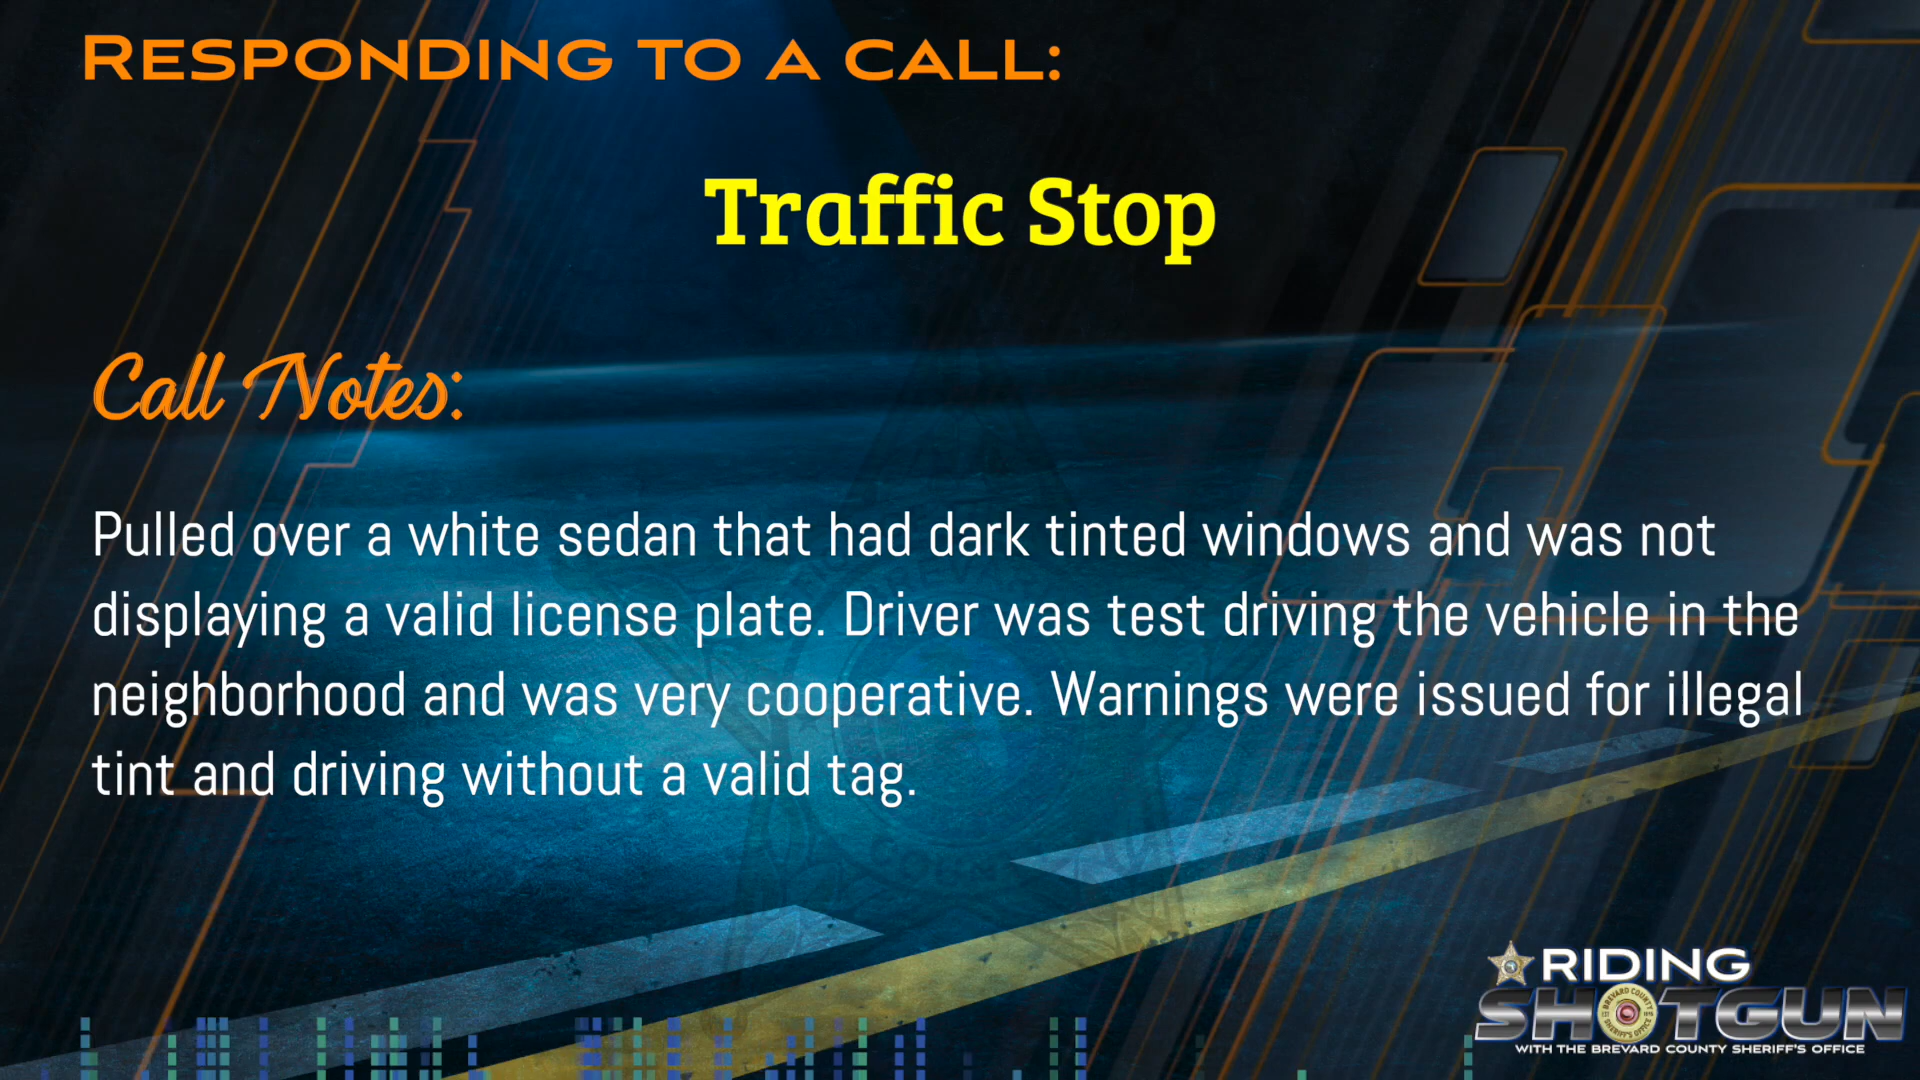 RESPONDING TO A CALL:
Traffic Stop
Call Notes:
Pulled over a white sedan that had dark tinted windows and was not
displaying a valid license plate. Driver was test driving the vehicle in the
neighborhood and was very cooperative. Warnings were issued for illegal
tint and driving without a valid tag.
RIDING
SHOTGUN
WITH THE BREVARD COUNTY SHERIFF'S OFFICE